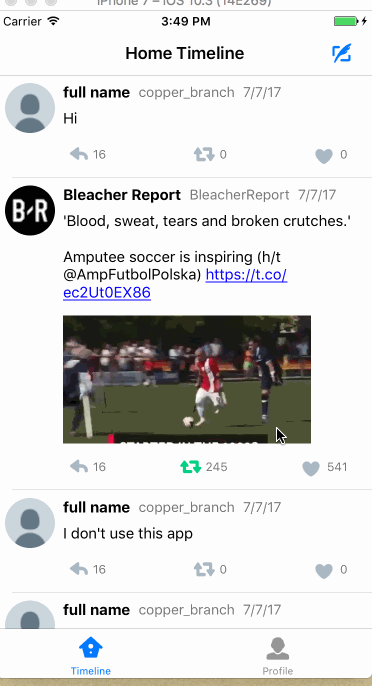 iPhone 7 – iOS 10.3 (14E269)
Carrier 3:49 PM
Home Timeline
full name copper_branch 7/7/17
Hi
16 0 0
B/R
Bleacher Report BleacherReport 7/7/17
'Blood, sweat, tears and broken crutches.'
Amputee soccer is inspiring (h/t
@AmpFutbolPolska) https://t.co/
ec2Ut0EX86
16 245 541
full name copper_branch 7/7/17
I don't use this app
16 0 0
full name copper_branch 7/7/17
Timeline Profile